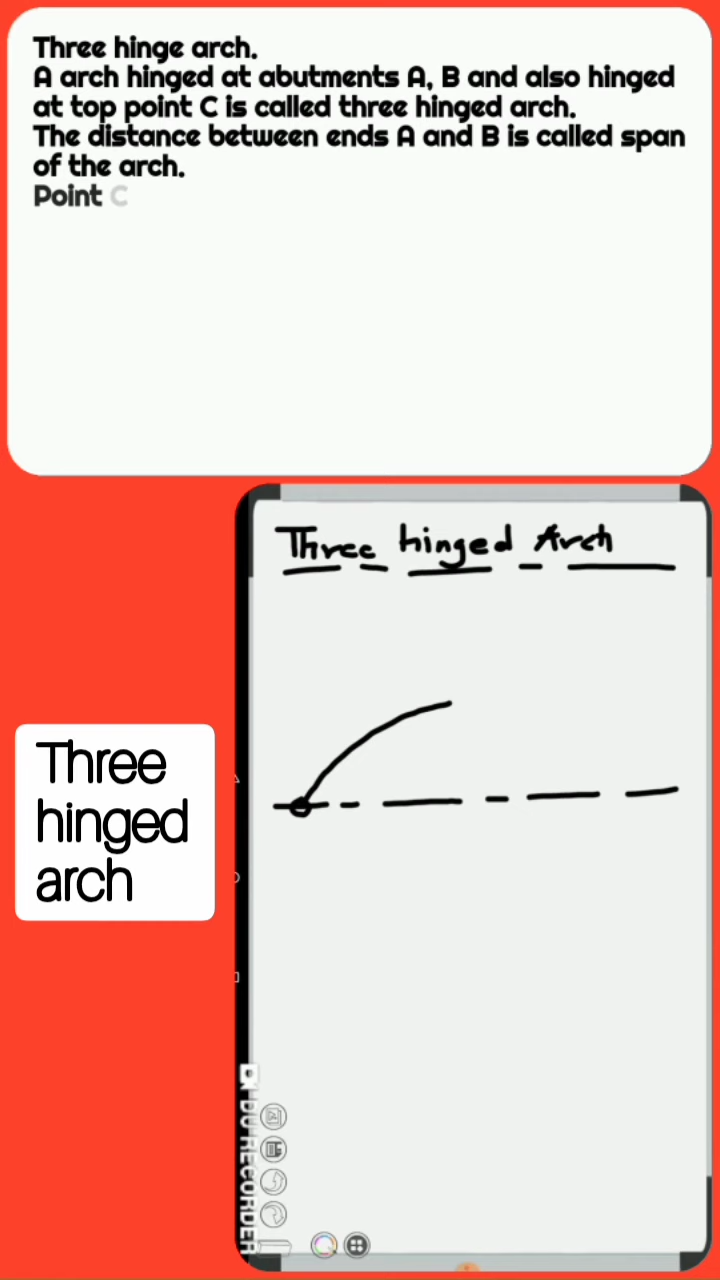 Three hinge arch.
A arch hinged at abutments A, B and also hinged
at top point C is called three hinged arch.
The distance between ends A and B is called span
of the arch.
Point C
Three hinged Arch
Three
hinged
arch
DU RECORDER